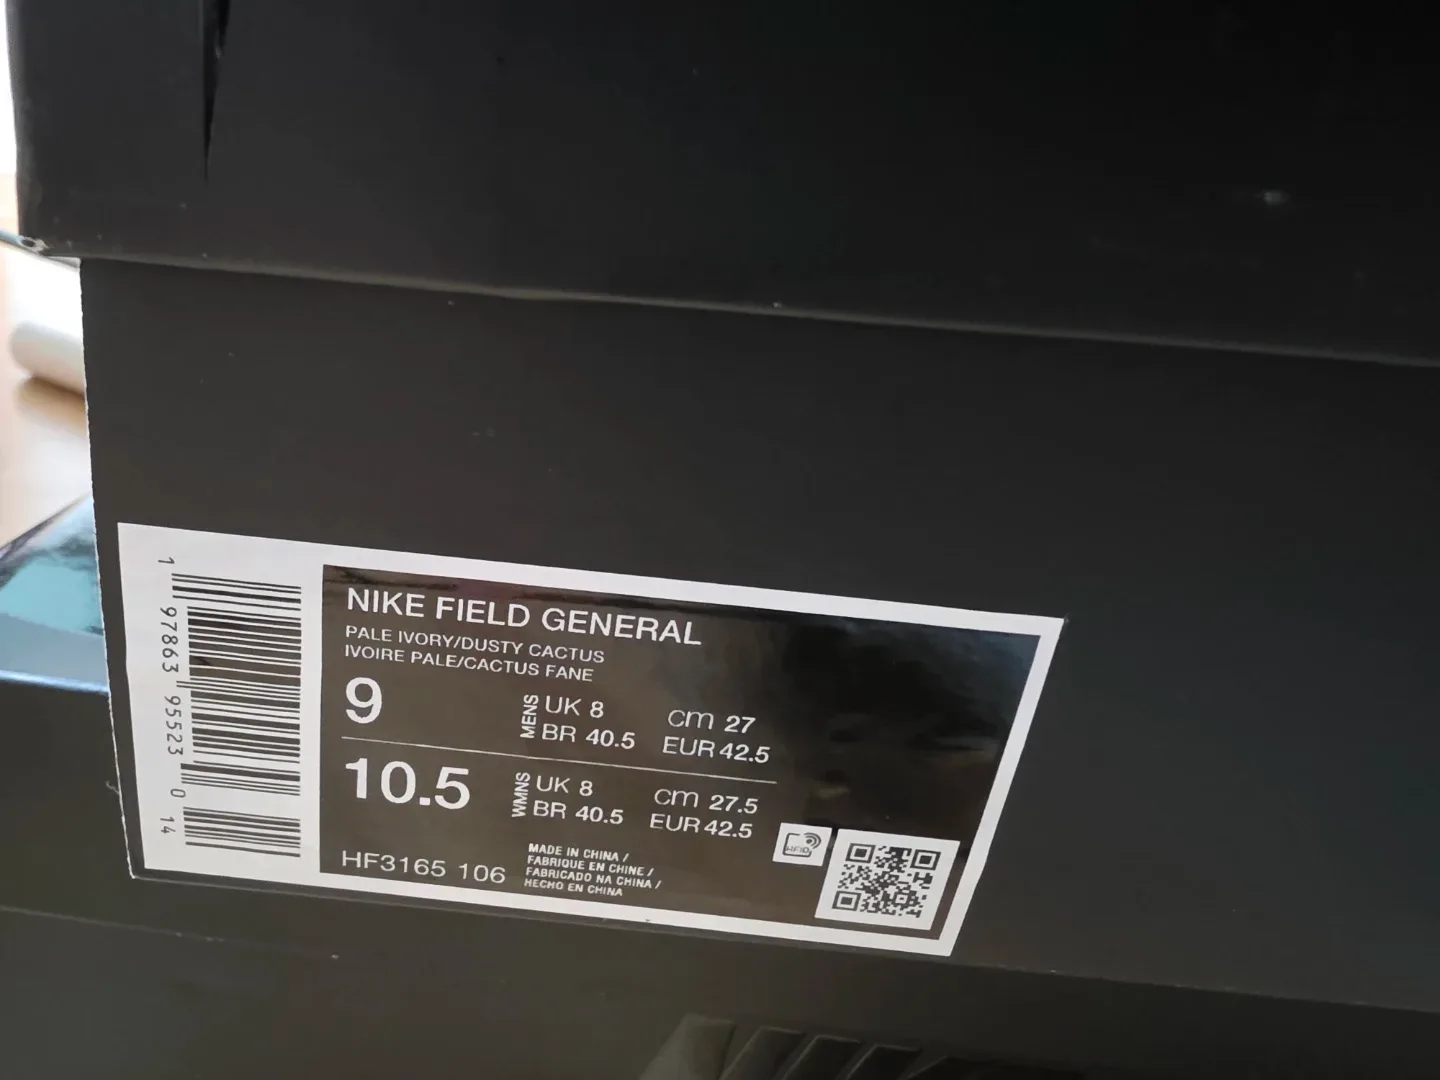 NIKE FIELD GENERAL
PALE IVORY/DUSTY CACTUS
IVOIRE PALE/CACTUS FANE
9
MENS
UK 8
cm 27
BR 40.5
EUR 42.5
10.5
WMNS
UK 8
cm 27.5
BR 40.5
EUR 42.5
HF3165 106
MADE IN CHINA /
FABRIQUE EN CHINE /
FABRICADO NA CHINA /
HECHO EN CHINA
RFID
1 97863 95523 0 14